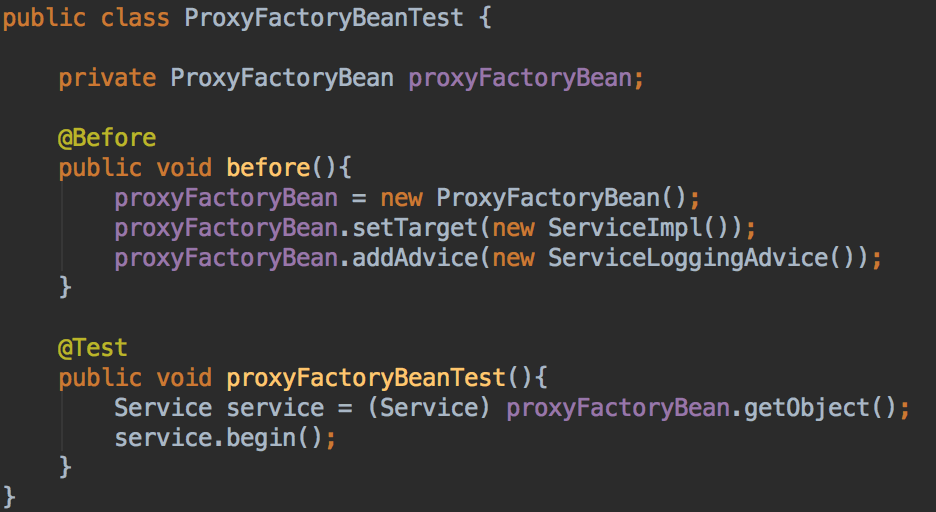 public class ProxyFactoryBeanTest {
private ProxyFactoryBean proxyFactoryBean;
@Before
public void before(){
proxyFactoryBean = new ProxyFactoryBean();
proxyFactoryBean.setTarget(new ServiceImpl());
proxyFactoryBean.addAdvice(new ServiceLoggingAdvice());
}
@Test
public void proxyFactoryBeanTest(){
Service service = (Service) proxyFactoryBean.getObject();
service.begin();
}
}